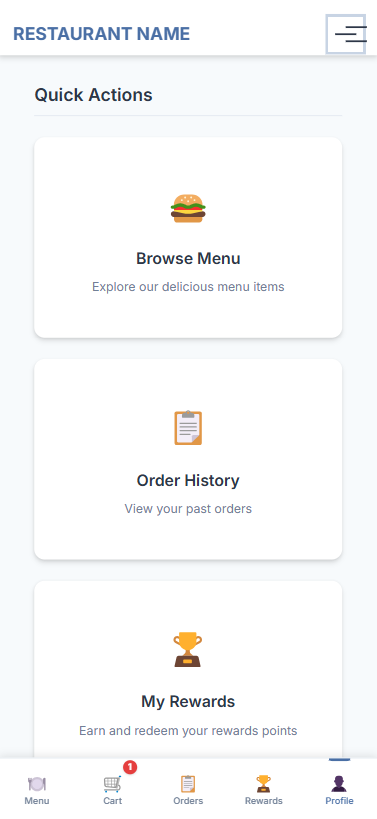 RESTAURANT NAME
Quick Actions
Browse Menu
Explore our delicious menu items
Order History
View your past orders
My Rewards
Earn and redeem your rewards points
1
Menu
Cart
Orders
Rewards
Profile